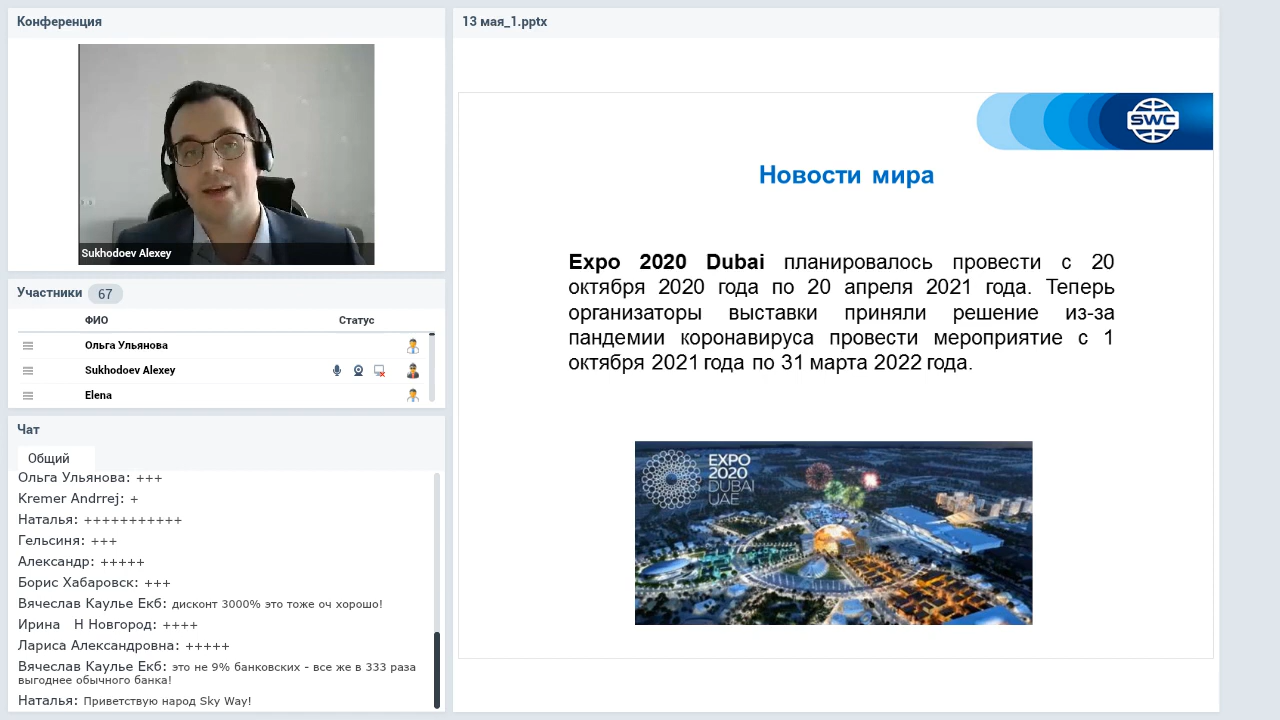 Конференция
Sukhodoev Alexey
Участники 67
ФИО Статус
Ольга Ульянова
Sukhodoev Alexey
Elena
Чат
Общий
Ольга Ульянова: +++
Kremer Andrrej: +
Наталья: +++++++++++
Гельсиня: +++
Александр: +++++
Борис Хабаровск: +++
Вячеслав Каулье Екб: дисконт 3000% это тоже оч хорошо!
Ирина Н Новгород: ++++
Лариса Александровна: +++++
Вячеслав Каулье Екб: это не 9% банковских - все же в 333 раза
выгоднее обычного банка!
Наталья: Приветствую народ Sky Way!
13 мая_1.pptx
SWC
Новости мира
Expo 2020 Dubai планировалось провести с 20
октября 2020 года по 20 апреля 2021 года. Теперь
организаторы выставки приняли решение из-за
пандемии коронавируса провести мероприятие с 1
октября 2021 года по 31 марта 2022 года.
EXPO
2020
DUBAI
UAE